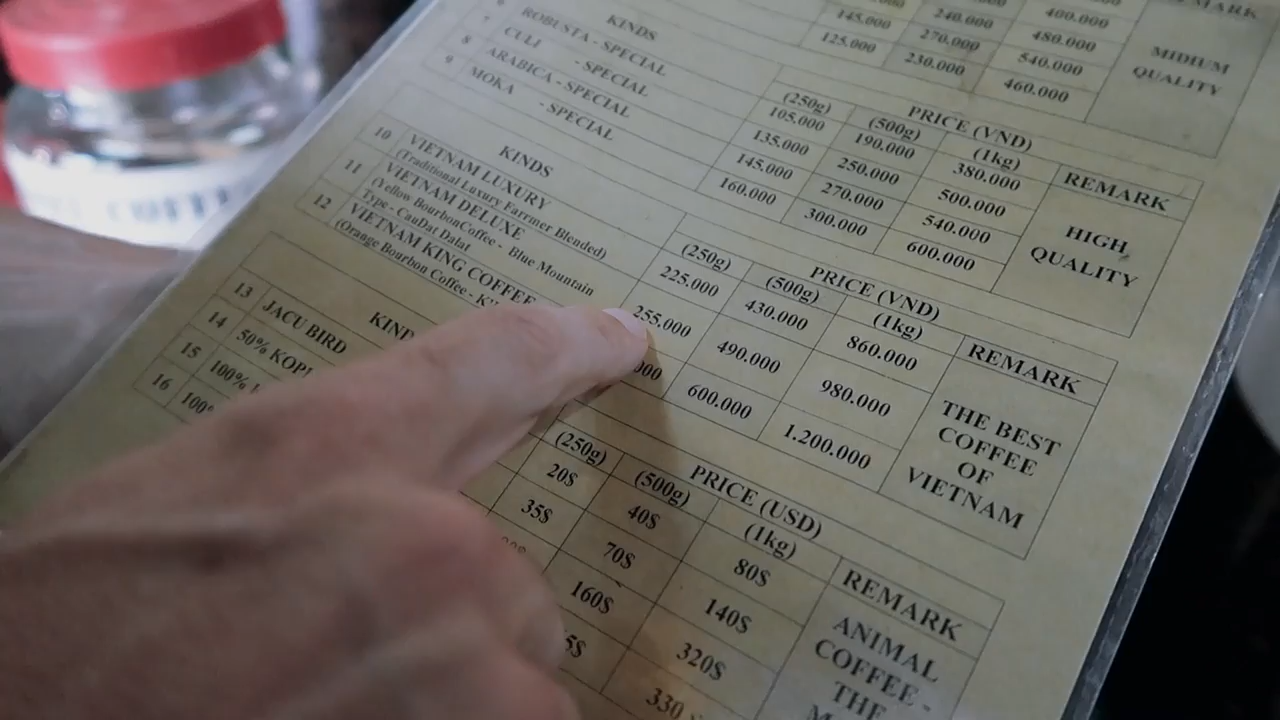 REMARK
145.000 240.000 400.000
125.000 270.000 480.000
230.000 540.000
460.000
MIDIUM
QUALITY
KINDS PRICE (VND)
(250g) (500g) (1kg) REMARK
ROBUSTA - SPECIAL 105.000 190.000 380.000
7 CULI - SPECIAL 135.000 250.000 500.000
8 ARABICA - SPECIAL 145.000 270.000 540.000
9 MOKA - SPECIAL 160.000 300.000 600.000
HIGH
QUALITY
KINDS PRICE (VND)
(250g) (500g) (1kg) REMARK
10 VIETNAM LUXURY 225.000 430.000 860.000
(Traditional Luxury Farrmer Blended)
11 VIETNAM DELUXE 255.000 490.000 980.000
(Yellow BourbonCoffee - Blue Mountain
Type - CauDat Dalat
12 VIETNAM KING COFFEE 000 600.000 1.200.000
(Orange Bourbon Coffee -
THE BEST
COFFEE
OF
VIETNAM
KIND PRICE (USD)
(250g) (500g) (1kg) REMARK
13 JACU BIRD 20$ 40$ 80$
14 50% KOPI 35$ 70$ 140$
15 100% 160$ 320$
16 100% 5$ 330
ANIMAL
COFFEE -
THE